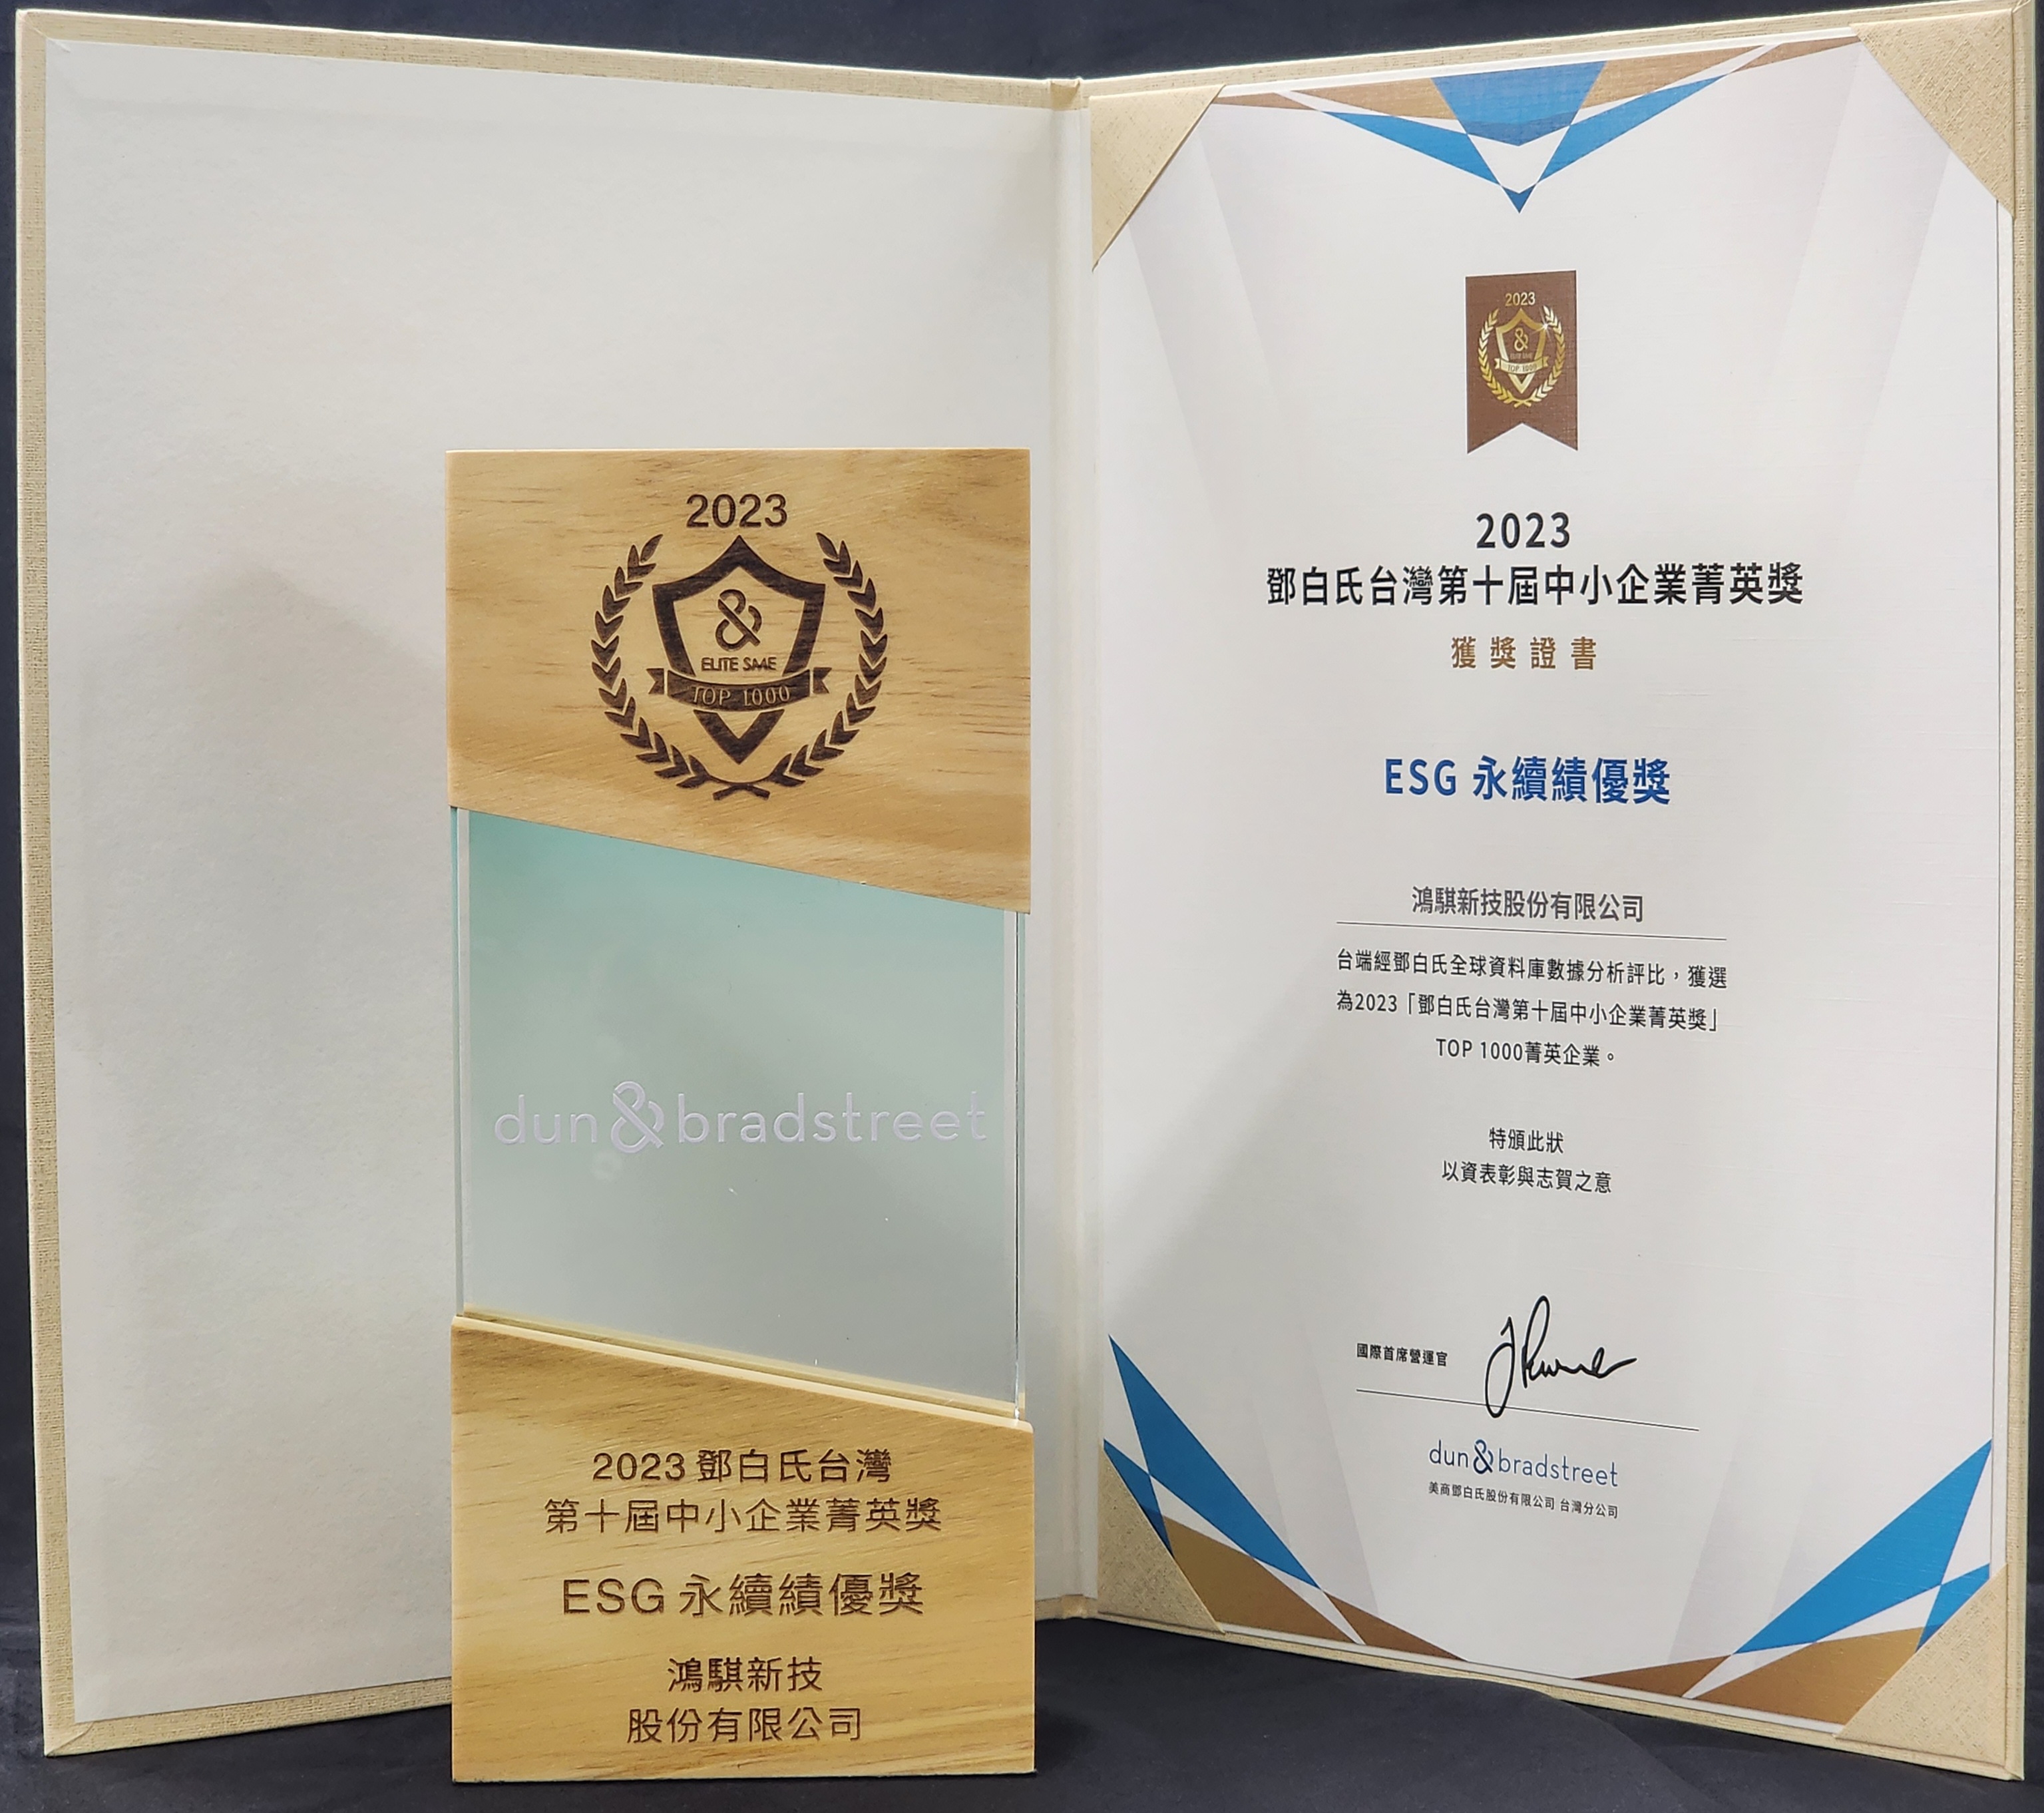 2023
&
ELITE SME
TOP 1000
dun & bradstreet
2023 鄧白氏台灣
第十屆中小企業菁英獎
ESG 永續績優獎
鴻騏新技
股份有限公司
2023
&
ELITE SME
TOP 1000
2023
鄧白氏台灣第十屆中小企業菁英獎
獲獎證書
ESG 永續績優獎
鴻騏新技股份有限公司
台端經鄧白氏全球資料庫數據分析評比，獲選
為2023「鄧白氏台灣第十屆中小企業菁英獎」
TOP 1000菁英企業。
特頒此狀
以資表彰與志賀之意
國際首席營運官
dun & bradstreet
美商鄧白氏股份有限公司 台灣分公司